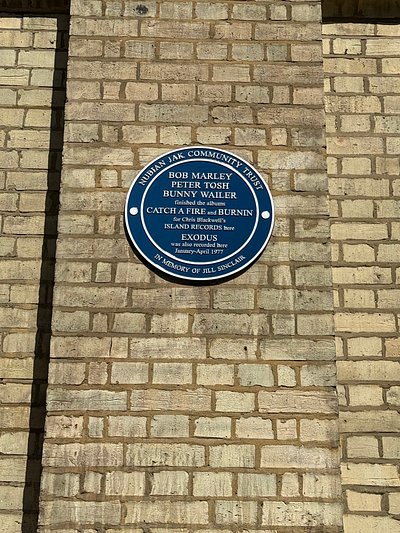 NUBIAN JAK COMMUNITY TRUST
BOB MARLEY
PETER TOSH
BUNNY WAILER
finished the albums
CATCH A FIRE and BURNIN
for Chris Blackwell's
ISLAND RECORDS here
EXODUS
was also recorded here
January-April 1977
IN MEMORY OF JILL SINCLAIR